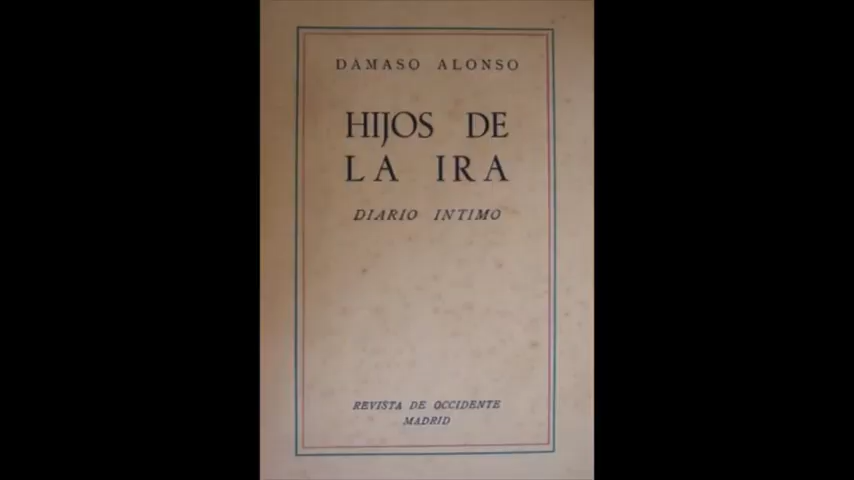 DAMASO ALONSO
HIJOS DE
LA IRA
DIARIO INTIMO
REVISTA DE OCCIDENTE
MADRID